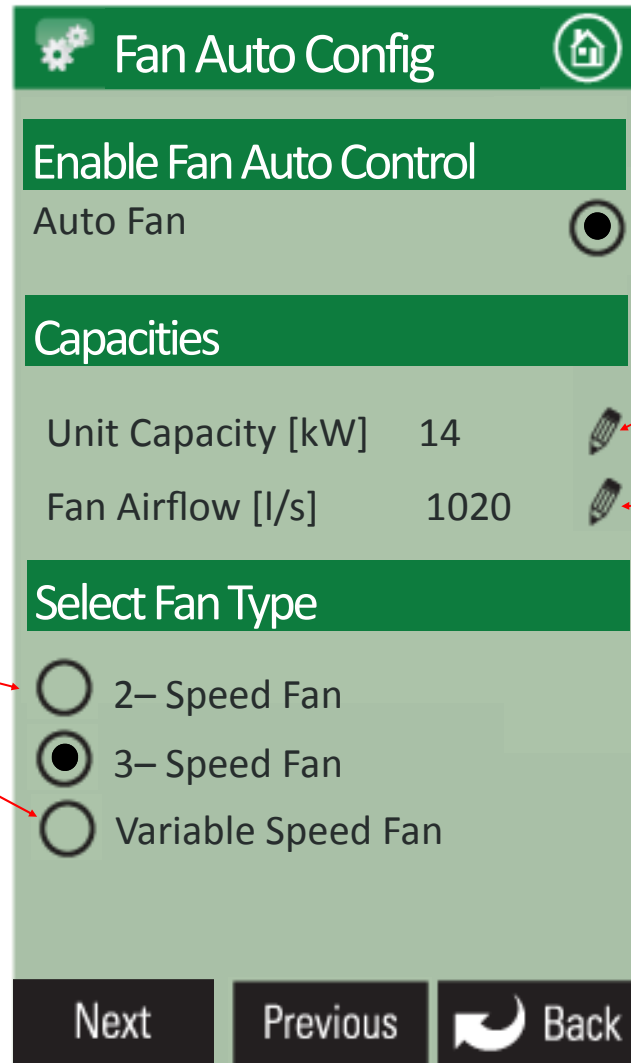 Fan Auto Config
Enable Fan Auto Control
Auto Fan
Capacities
Unit Capacity [kW] 14
Fan Airflow [l/s] 1020
Select Fan Type
2– Speed Fan
3– Speed Fan
Variable Speed Fan
Next Previous Back